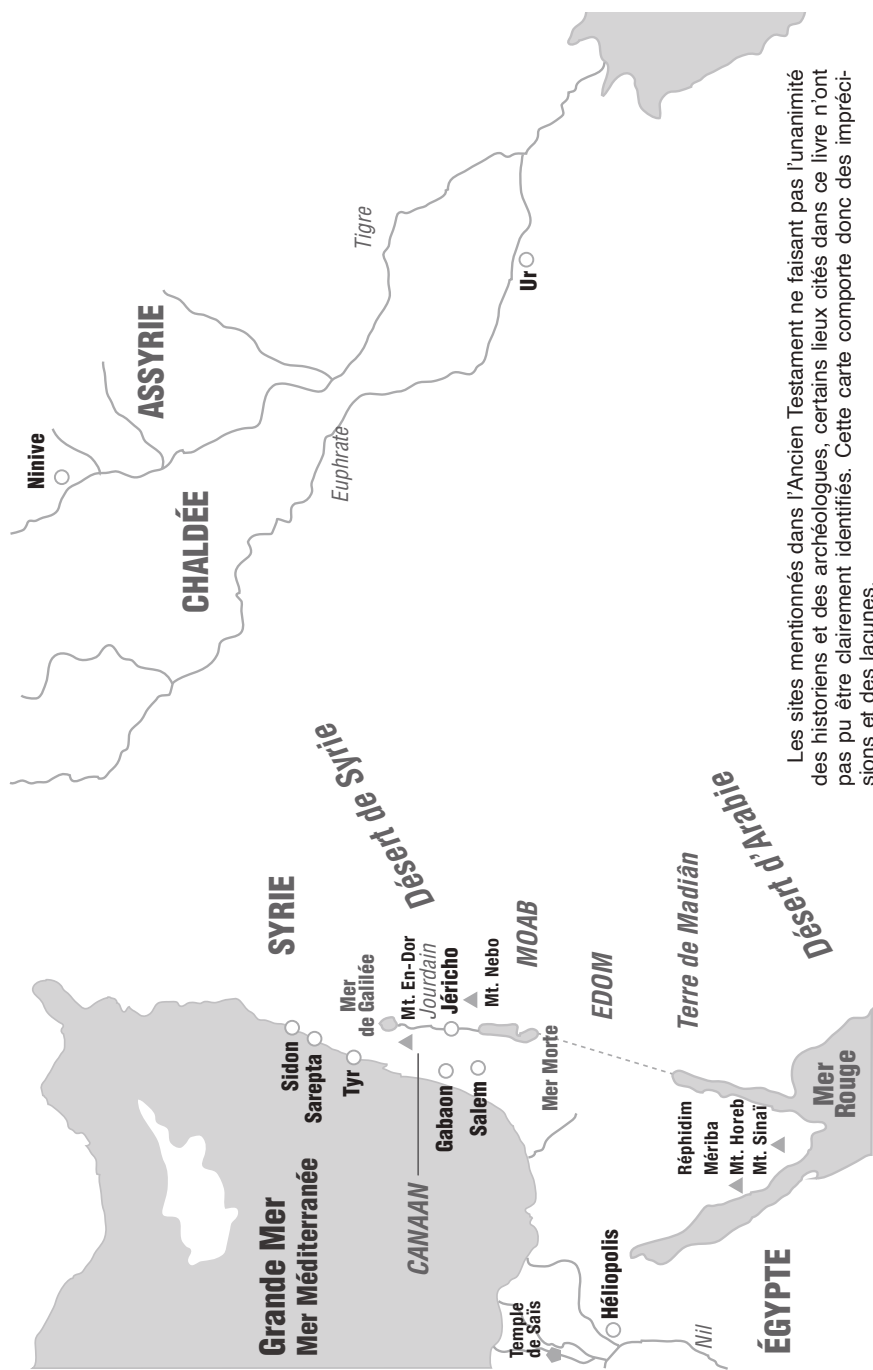 Ninive
ASSYRIE
CHALDÉE
Tigre
Euphrate
Ur
SYRIE
Désert de Syrie
Grande Mer
Mer Méditerranée
Sidon
Sarepta
Tyr
Mer
de Galilée
Mt. En-Dor
Jourdain
Jéricho
Mt. Nebo
CANAAN
Gabaon
Salem
Mer Morte
MOAB
EDOM
Terre de Madiân
Désert d'Arabie
Temple
de Saïs
Héliopolis
Nil
ÉGYPTE
Réphidim
Mériba
Mt. Horeb
Mt. Sinaï
Mer
Rouge
Les sites mentionnés dans l'Ancien Testament ne faisant pas l'unanimité
des historiens et des archéologues, certains lieux cités dans ce livre n'ont
pas pu être clairement identifiés. Cette carte comporte donc des impréci-
sions et des lacunes.